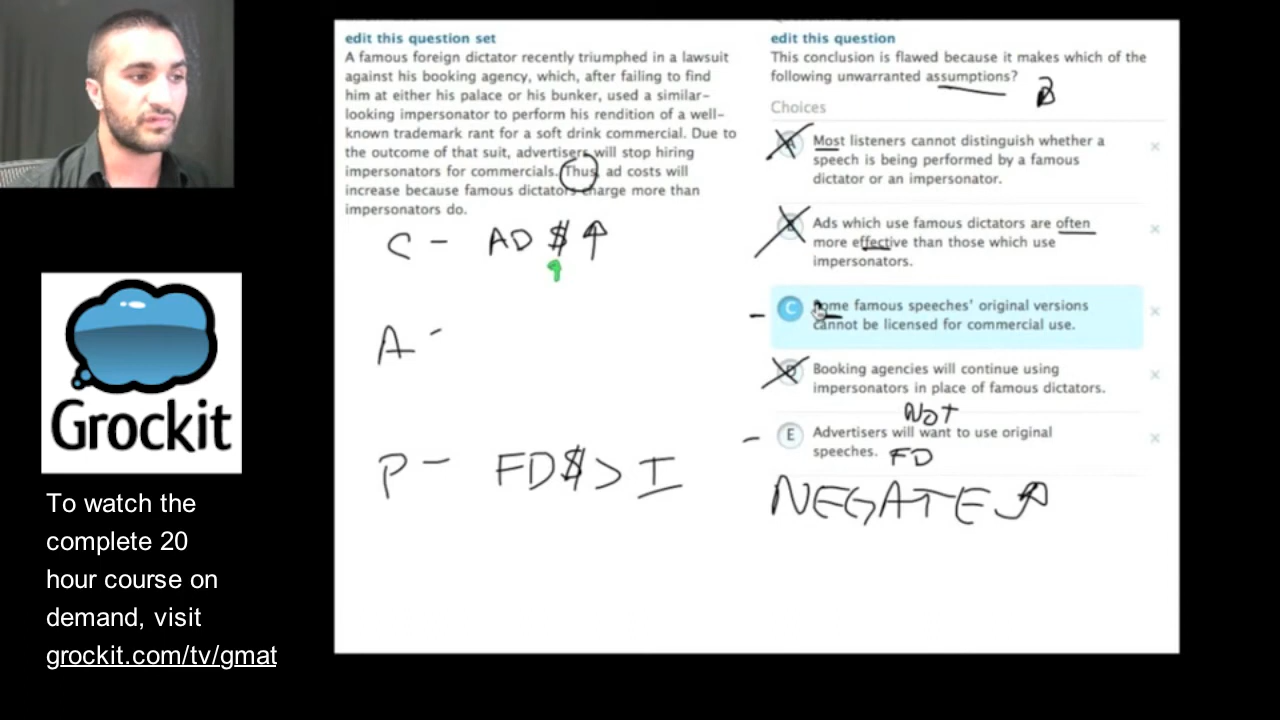 edit this question set
A famous foreign dictator recently triumphed in a lawsuit
against his booking agency, which, after failing to find
him at either his palace or his bunker, used a similar-
looking impersonator to perform his rendition of a well-
known trademark rant for a soft drink commercial. Due to
the outcome of that suit, advertisers will stop hiring
impersonators for commercials. Thus, ad costs will
increase because famous dictators charge more than
impersonators do.
C - AD $ ↑
A -
P - FD$ > I
edit this question
This conclusion is flawed because it makes which of the
following unwarranted assumptions?
Choices
A Most listeners cannot distinguish whether a
speech is being performed by a famous
dictator or an impersonator.
Ads which use famous dictators are often
more effective than those which use
impersonators.
C Some famous speeches' original versions
cannot be licensed for commercial use.
D Booking agencies will continue using
impersonators in place of famous dictators.
NOT
E Advertisers will want to use original
speeches. FD
NEGATE
Grockit
To watch the
complete 20
hour course on
demand, visit
grockit.com/tv/gmat